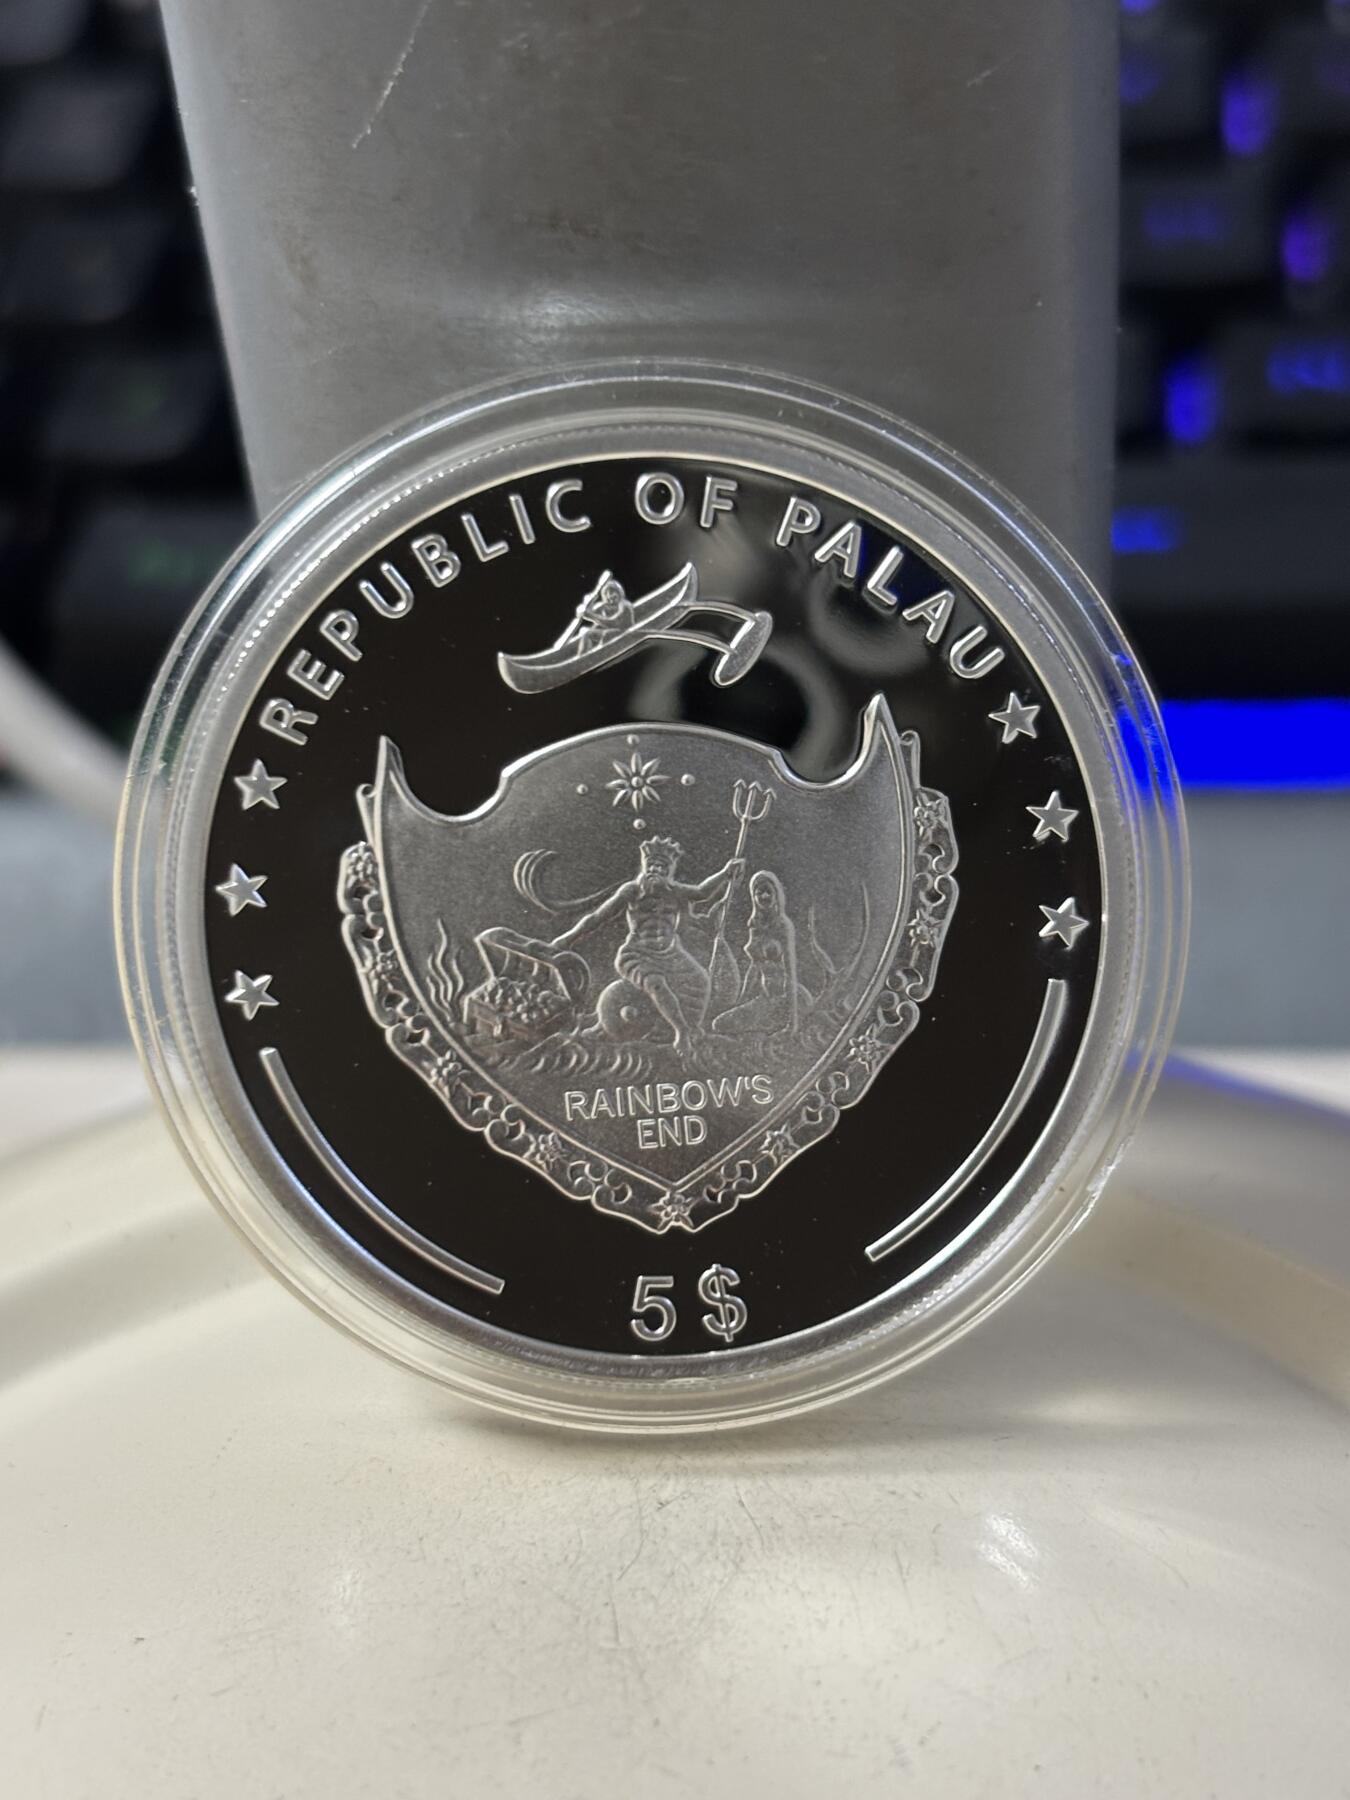 REPUBLIC OF PALAU
RAINBOW'S
END
5 $